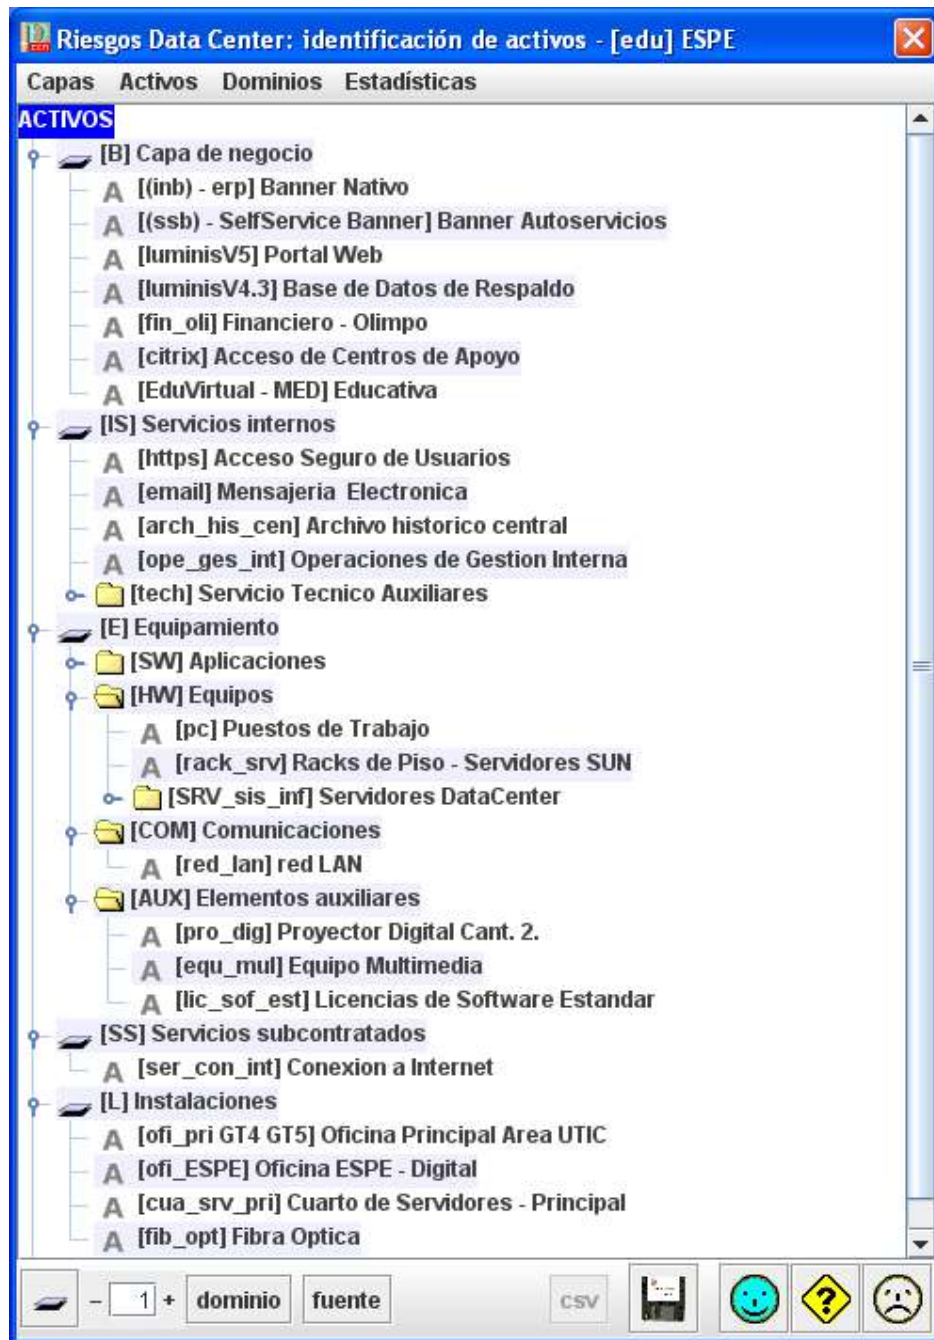 Riesgos Data Center: identificación de activos - [edu] ESPE
Capas Activos Dominios Estadísticas
ACTIVOS
[B] Capa de negocio
A [(inb) - erp] Banner Nativo
A [(ssb) - SelfService Banner] Banner Autoservicios
A [luminisV5] Portal Web
A [luminisV4.3] Base de Datos de Respaldo
A [fin_oli] Financiero - Olimpo
A [citrix] Acceso de Centros de Apoyo
A [EduVirtual - MED] Educativa
[IS] Servicios internos
A [https] Acceso Seguro de Usuarios
A [email] Mensajeria Electronica
A [arch_his_cen] Archivo historico central
A [ope_ges_int] Operaciones de Gestion Interna
[tech] Servicio Tecnico Auxiliares
[E] Equipamiento
[SW] Aplicaciones
[HW] Equipos
A [pc] Puestos de Trabajo
A [rack_srv] Racks de Piso - Servidores SUN
[SRV_sis_inf] Servidores DataCenter
[COM] Comunicaciones
A [red_lan] red LAN
[AUX] Elementos auxiliares
A [pro_dig] Proyector Digital Cant. 2.
A [equ_mul] Equipo Multimedia
A [lic_sof_est] Licencias de Software Estandar
[SS] Servicios subcontratados
A [ser_con_int] Conexion a Internet
[L] Instalaciones
A [ofi_pri GT4 GT5] Oficina Principal Area UTIC
A [ofi_ESPE] Oficina ESPE - Digital
A [cua_srv_pri] Cuarto de Servidores - Principal
A [fib_opt] Fibra Optica
- 1 + dominio fuente csv ?